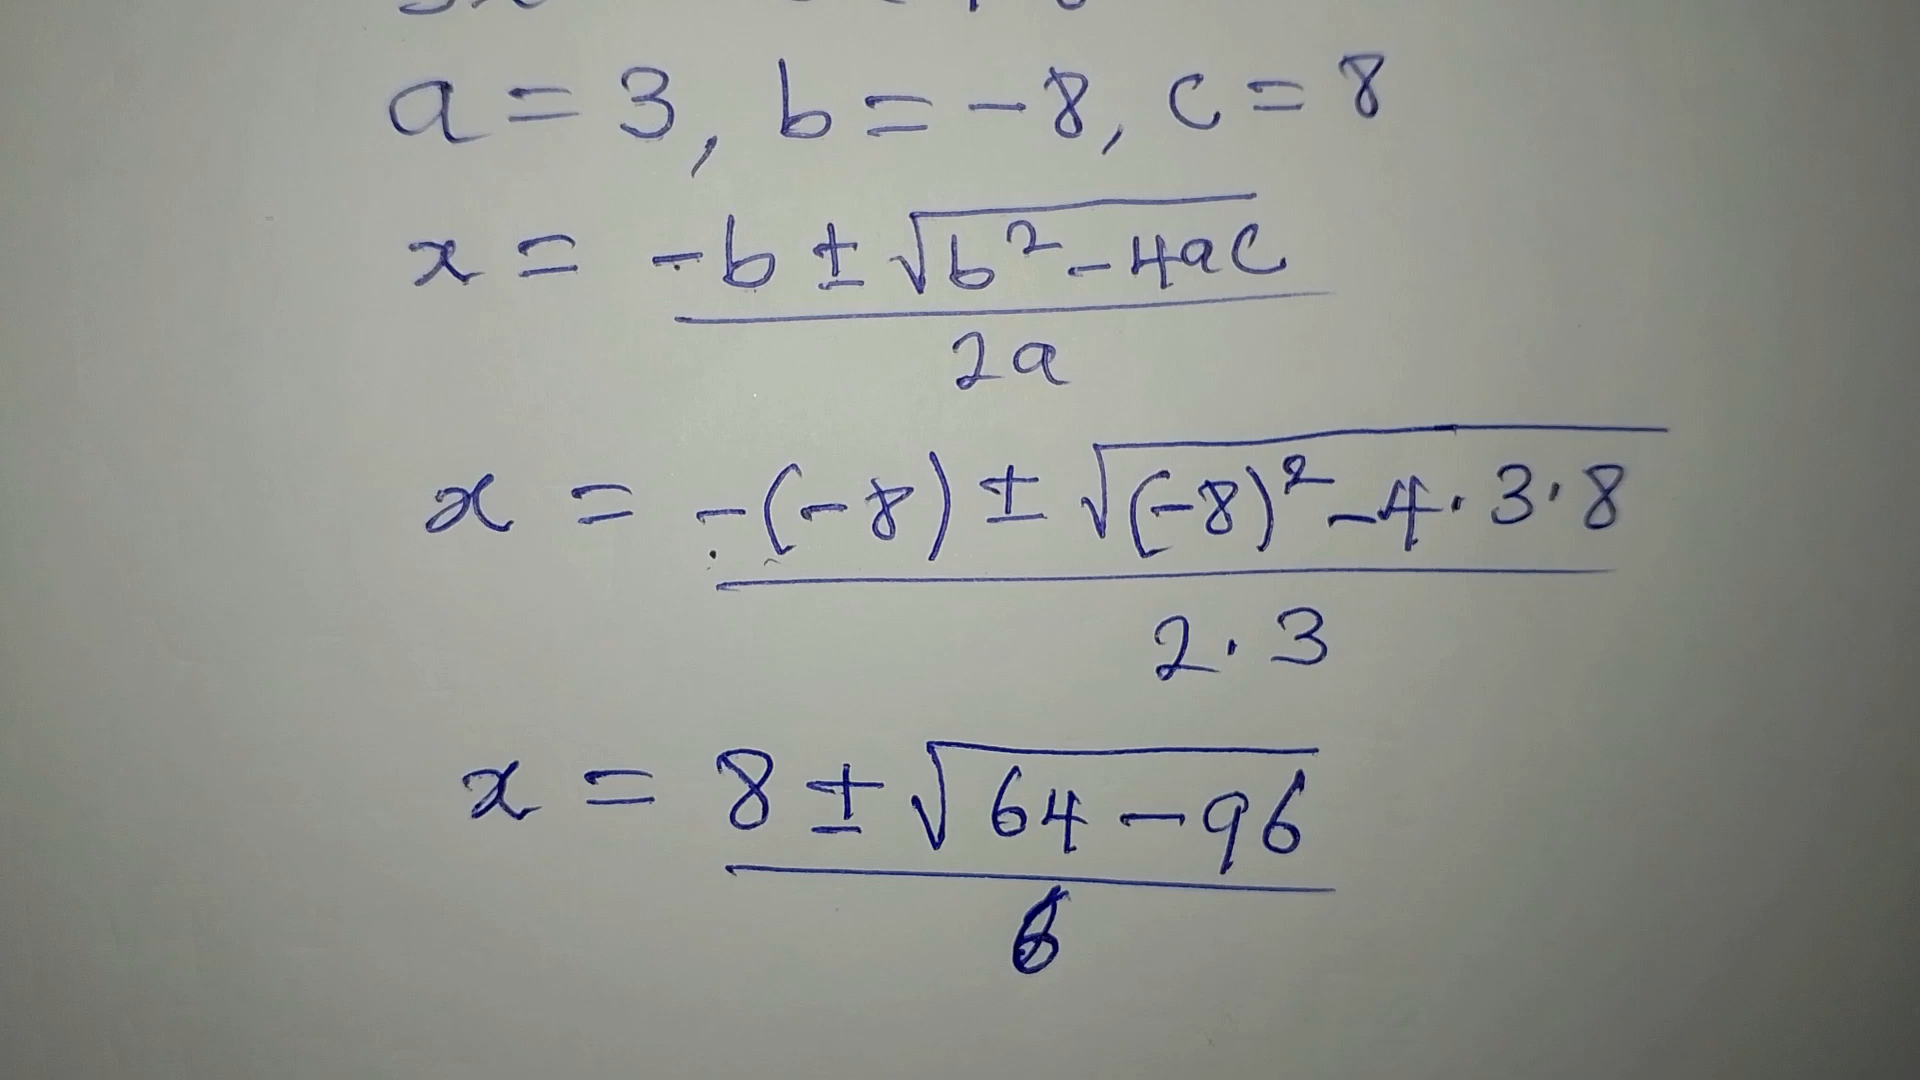 a = 3, b = -8, c = 8
x = -b ± √b² - 4ac
2a
x = -(-8) ± √(-8)² - 4 · 3 · 8
2 · 3
x = 8 ± √64 - 96
6